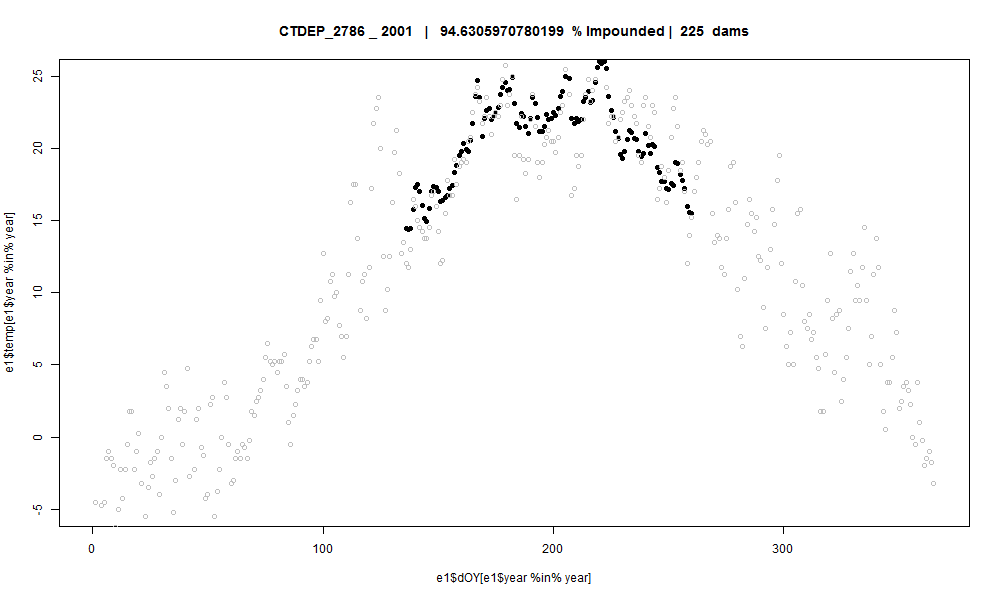 CTDEP_2786 _ 2001 | 94.6305970780199 % Impounded | 225 dams
e1$temp[e1$year %in% year]
25
20
15
10
5
0
-5
0 100 200 300
e1$dOY[e1$year %in% year]